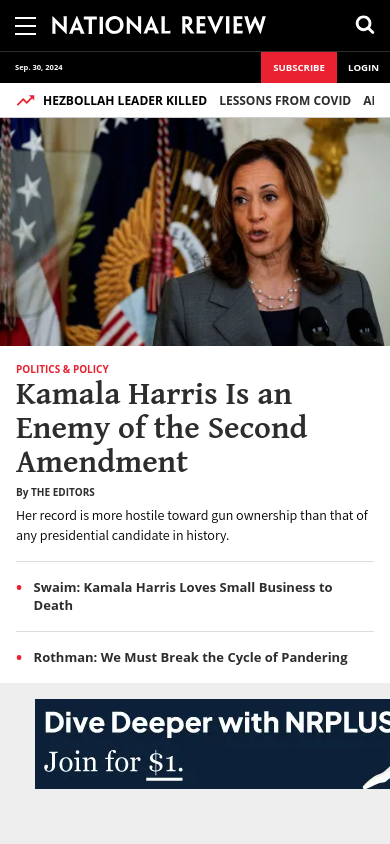 NATIONAL REVIEW
Sep. 30, 2024
SUBSCRIBE
LOGIN
HEZBOLLAH LEADER KILLED LESSONS FROM COVID
POLITICS & POLICY
Kamala Harris Is an
Enemy of the Second
Amendment
By THE EDITORS
Her record is more hostile toward gun ownership than that of
any presidential candidate in history.
• Swaim: Kamala Harris Loves Small Business to
Death
• Rothman: We Must Break the Cycle of Pandering
Dive Deeper with NRPLUS
Join for $1.